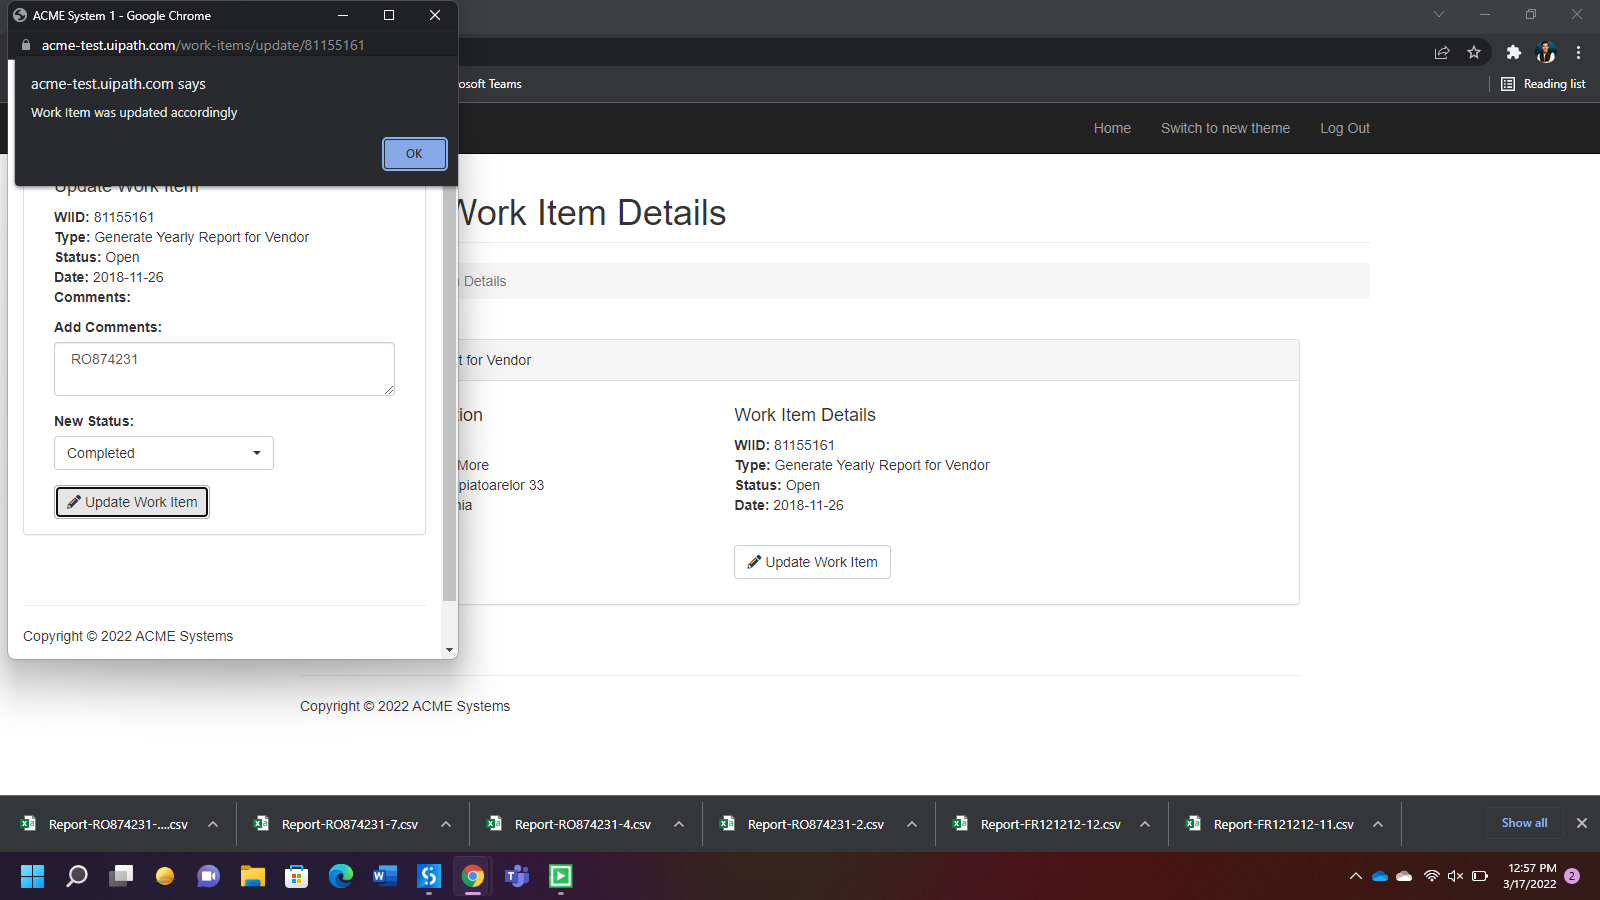 ACME System 1 - Google Chrome
acme-test.uipath.com/work-items/update/81155161
acme-test.uipath.com says
Work Item was updated accordingly
OK
Update Work Item
WIID: 81155161
Type: Generate Yearly Report for Vendor
Status: Open
Date: 2018-11-26
Comments:
Add Comments:
RO874231
New Status:
Completed
Update Work Item
Copyright © 2022 ACME Systems
osoft Teams
Reading list
Home Switch to new theme Log Out
Work Item Details
Details
t for Vendor
ion
More
piatoarelor 33
ia
Work Item Details
WIID: 81155161
Type: Generate Yearly Report for Vendor
Status: Open
Date: 2018-11-26
Update Work Item
Copyright © 2022 ACME Systems
Report-RO874231-....csv Report-RO874231-7.csv Report-RO874231-4.csv Report-RO874231-2.csv Report-FR121212-12.csv Report-FR121212-11.csv Show all
12:57 PM
3/17/2022
2